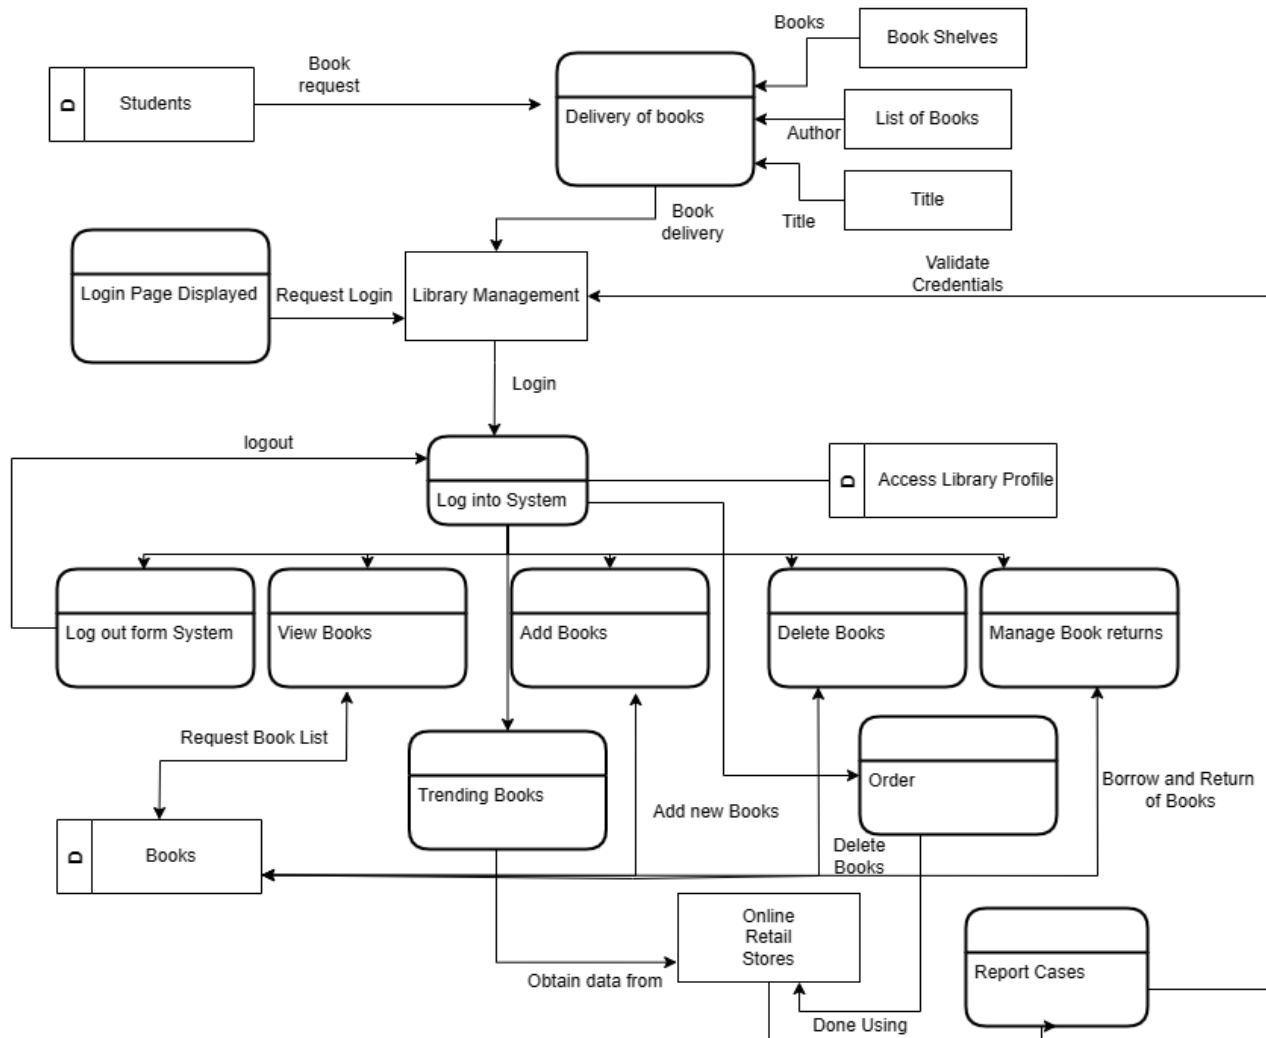 Books
Book Shelves
Book
request
D
Students
Delivery of books
List of Books
Author
Title
Title
Book
delivery
Validate
Credentials
Login Page Displayed
Request Login
Library Management
Login
logout
Log into System
D
Access Library Profile
Log out form System
View Books
Add Books
Delete Books
Manage Book returns
Request Book List
Trending Books
Order
Add new Books
Borrow and Return
of Books
D
Books
Delete
Books
Online
Retail
Stores
Obtain data from
Report Cases
Done Using